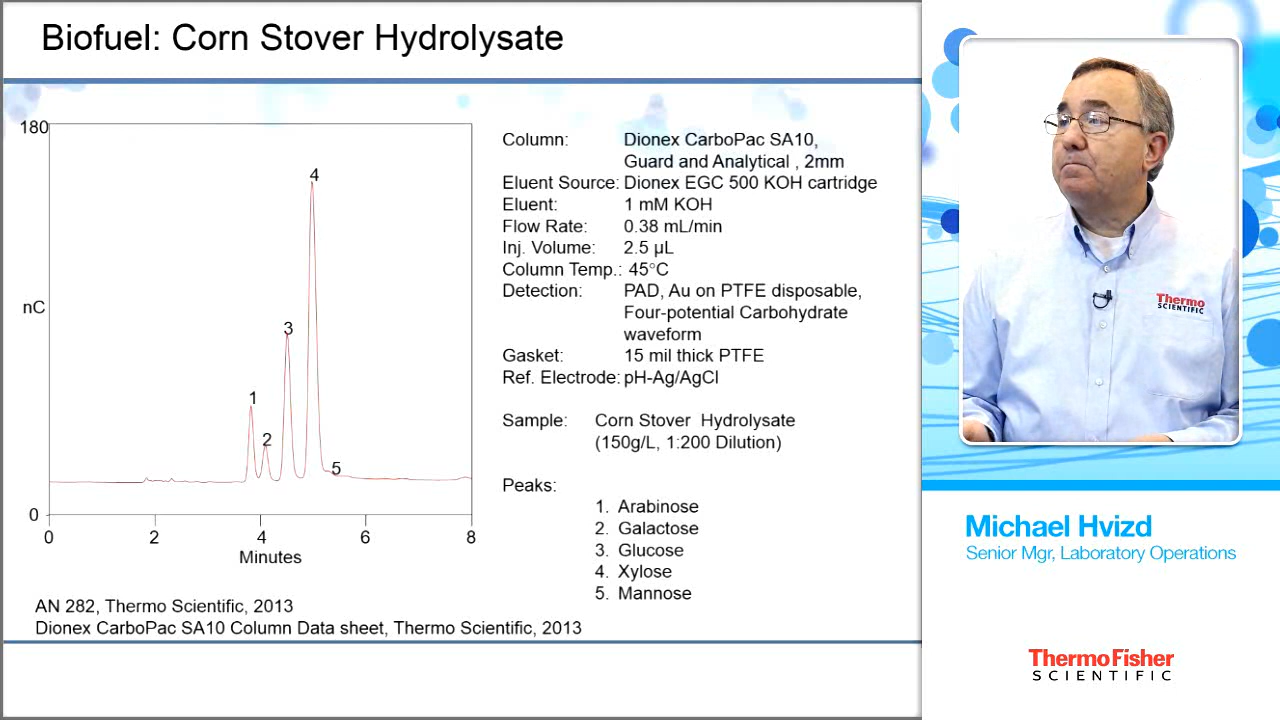 Biofuel: Corn Stover Hydrolysate
180
nC
0
1
2
3
4
5
0 2 4 6 8
Minutes
Column: Dionex CarboPac SA10,
Guard and Analytical , 2mm
Eluent Source: Dionex EGC 500 KOH cartridge
Eluent: 1 mM KOH
Flow Rate: 0.38 mL/min
Inj. Volume: 2.5 µL
Column Temp.: 45°C
Detection: PAD, Au on PTFE disposable,
Four-potential Carbohydrate
waveform
Gasket: 15 mil thick PTFE
Ref. Electrode: pH-Ag/AgCl
Sample: Corn Stover Hydrolysate
(150g/L, 1:200 Dilution)
Peaks:
1. Arabinose
2. Galactose
3. Glucose
4. Xylose
5. Mannose
AN 282, Thermo Scientific, 2013
Dionex CarboPac SA10 Column Data sheet, Thermo Scientific, 2013
Thermo
SCIENTIFIC
Michael Hvizd
Senior Mgr, Laboratory Operations
ThermoFisher
SCIENTIFIC